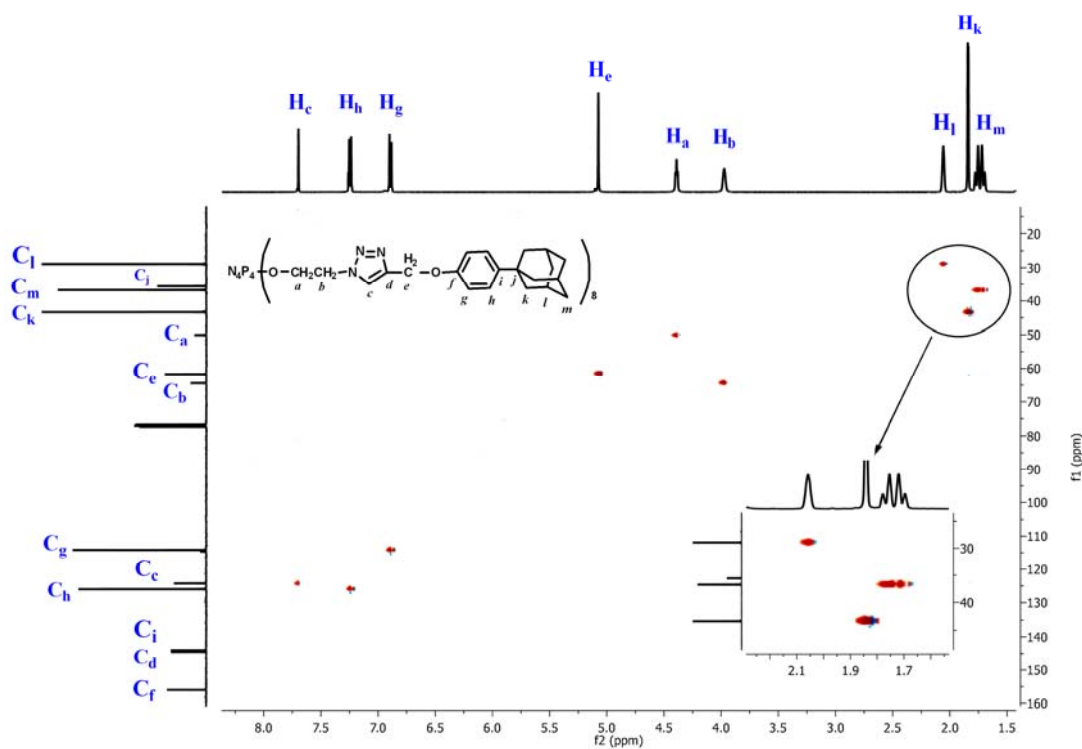 Hk
He
Hc Hh Hg
Ha Hb Hl Hm
Cl
Cj
Cm
Ck
Ca
Ce
Cb
Cg
Cc
Ch
Ci
Cd
Cf
N4P4 O—CH2CH2—N N=N H2 C—O
a b c d e f g h i j k l m
8
20
30
40
50
60
70
80
90
100
110
120
130
140
150
160
f1 (ppm)
30
40
2.1 1.9 1.7
8.0 7.5 7.0 6.5 6.0 5.5 5.0 4.5 4.0 3.5 3.0 2.5 2.0 1.5
f2 (ppm)